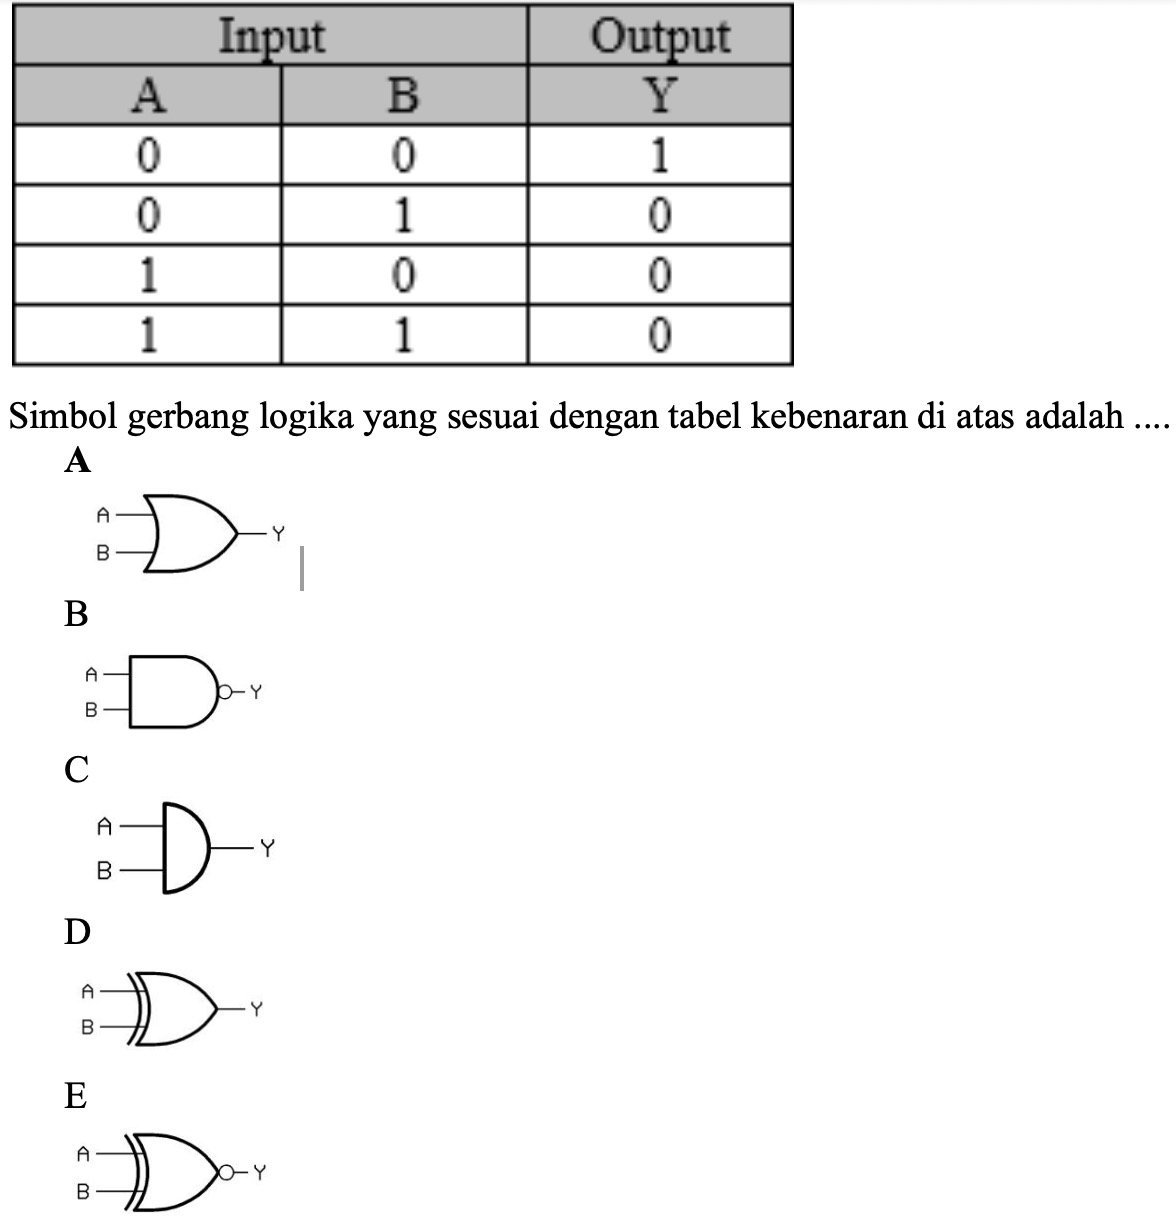 Input Output
A B Y
0 0 1
0 1 0
1 0 0
1 1 0
Simbol gerbang logika yang sesuai dengan tabel kebenaran di atas adalah ....
A
A
Y
B
B
A
Y
B
C
A
Y
B
D
A
Y
B
E
A
Y
B